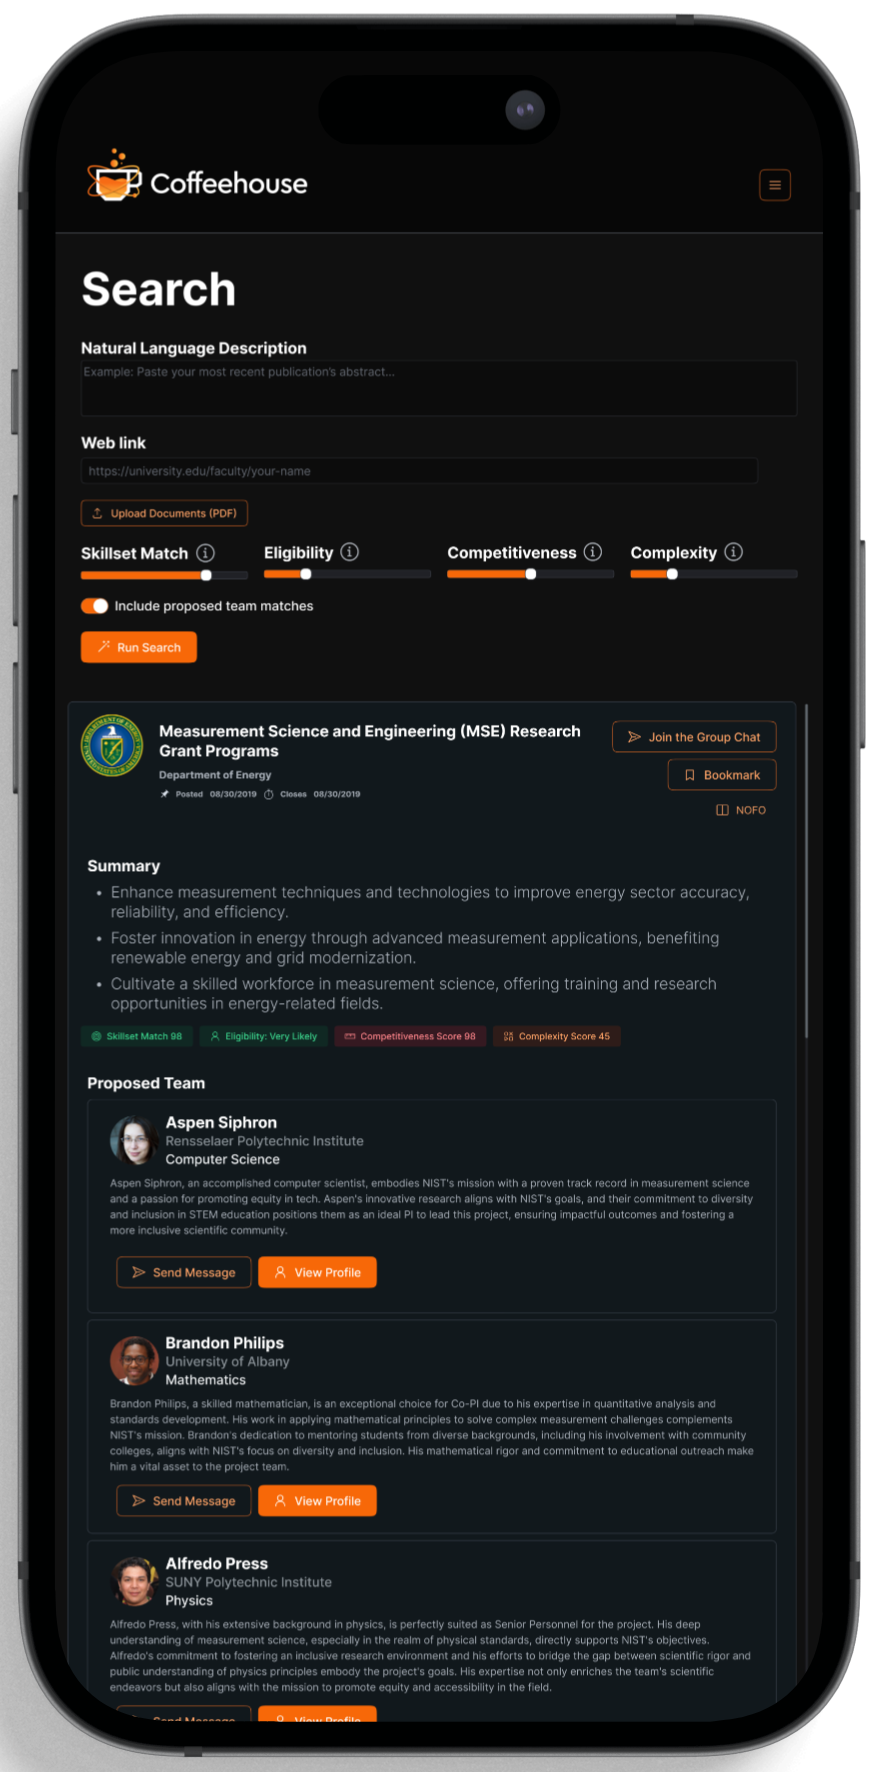 Coffeehouse
Search
Natural Language Description
Example: Paste your most recent publication's abstract...
Web link
https://university.edu/faculty/your-name
Upload Documents (PDF)
Skillset Match Eligibility Competitiveness Complexity
Include proposed team matches
Run Search
Measurement Science and Engineering (MSE) Research
Grant Programs
Department of Energy
Posted 08/30/2019 Closes 08/30/2019
Join the Group Chat
Bookmark
NOFO
Summary
• Enhance measurement techniques and technologies to improve energy sector accuracy,
reliability, and efficiency.
• Foster innovation in energy through advanced measurement applications, benefiting
renewable energy and grid modernization.
• Cultivate a skilled workforce in measurement science, offering training and research
opportunities in energy-related fields.
Skillset Match 98 Eligibility: Very Likely Competitiveness Score 98 Complexity Score 45
Proposed Team
Aspen Siphron
Rensselaer Polytechnic Institute
Computer Science
Aspen Siphron, an accomplished computer scientist, embodies NIST's mission with a proven track record in measurement science
and a passion for promoting equity in tech. Aspen's innovative research aligns with NIST's goals, and their commitment to diversity
and inclusion in STEM education positions them as an ideal PI to lead this project, ensuring impactful outcomes and fostering a
more inclusive scientific community.
Send Message View Profile
Brandon Philips
University of Albany
Mathematics
Brandon Philips, a skilled mathematician, is an exceptional choice for Co-PI due to his expertise in quantitative analysis and
standards development. His work in applying mathematical principles to solve complex measurement challenges complements
NIST's mission. Brandon's dedication to mentoring students from diverse backgrounds, including his involvement with community
colleges, aligns with NIST's focus on diversity and inclusion. His mathematical rigor and commitment to educational outreach make
him a vital asset to the project team.
Send Message View Profile
Alfredo Press
SUNY Polytechnic Institute
Physics
Alfredo Press, with his extensive background in physics, is perfectly suited as Senior Personnel for the project. His deep
understanding of measurement science, especially in the realm of physical standards, directly supports NIST's objectives.
Alfredo's commitment to fostering an inclusive research environment and his efforts to bridge the gap between scientific rigor and
public understanding of physics principles embody the project's goals. His expertise not only enriches the team's scientific
endeavors but also aligns with the mission to promote equity and accessibility in the field.
Send Message View Profile